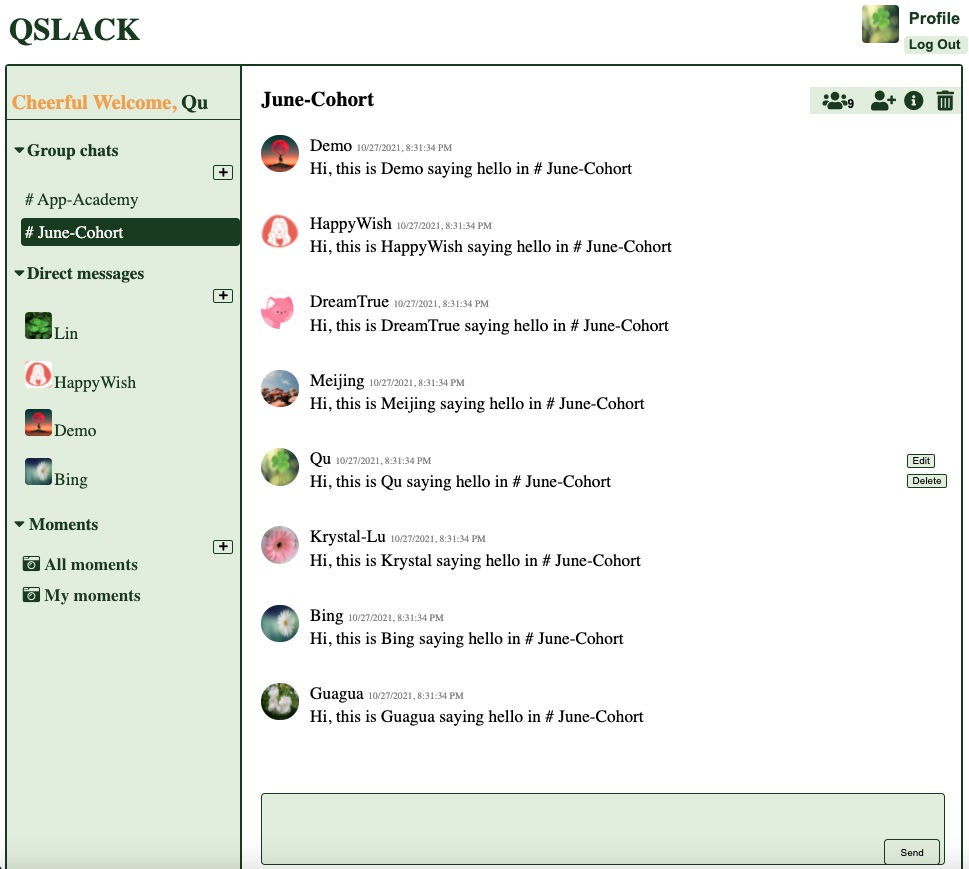 QSLACK
Profile
Log Out
Cheerful Welcome, Qu
Group chats
+
# App-Academy
# June-Cohort
Direct messages
+
Lin
HappyWish
Demo
Bing
Moments
+
All moments
My moments
June-Cohort
9
Demo 10/27/2021, 8:31:34 PM
Hi, this is Demo saying hello in # June-Cohort
HappyWish 10/27/2021, 8:31:34 PM
Hi, this is HappyWish saying hello in # June-Cohort
DreamTrue 10/27/2021, 8:31:34 PM
Hi, this is DreamTrue saying hello in # June-Cohort
Meijing 10/27/2021, 8:31:34 PM
Hi, this is Meijing saying hello in # June-Cohort
Qu 10/27/2021, 8:31:34 PM
Edit
Hi, this is Qu saying hello in # June-Cohort
Delete
Krystal-Lu 10/27/2021, 8:31:34 PM
Hi, this is Krystal saying hello in # June-Cohort
Bing 10/27/2021, 8:31:34 PM
Hi, this is Bing saying hello in # June-Cohort
Guagua 10/27/2021, 8:31:34 PM
Hi, this is Guagua saying hello in # June-Cohort
Send